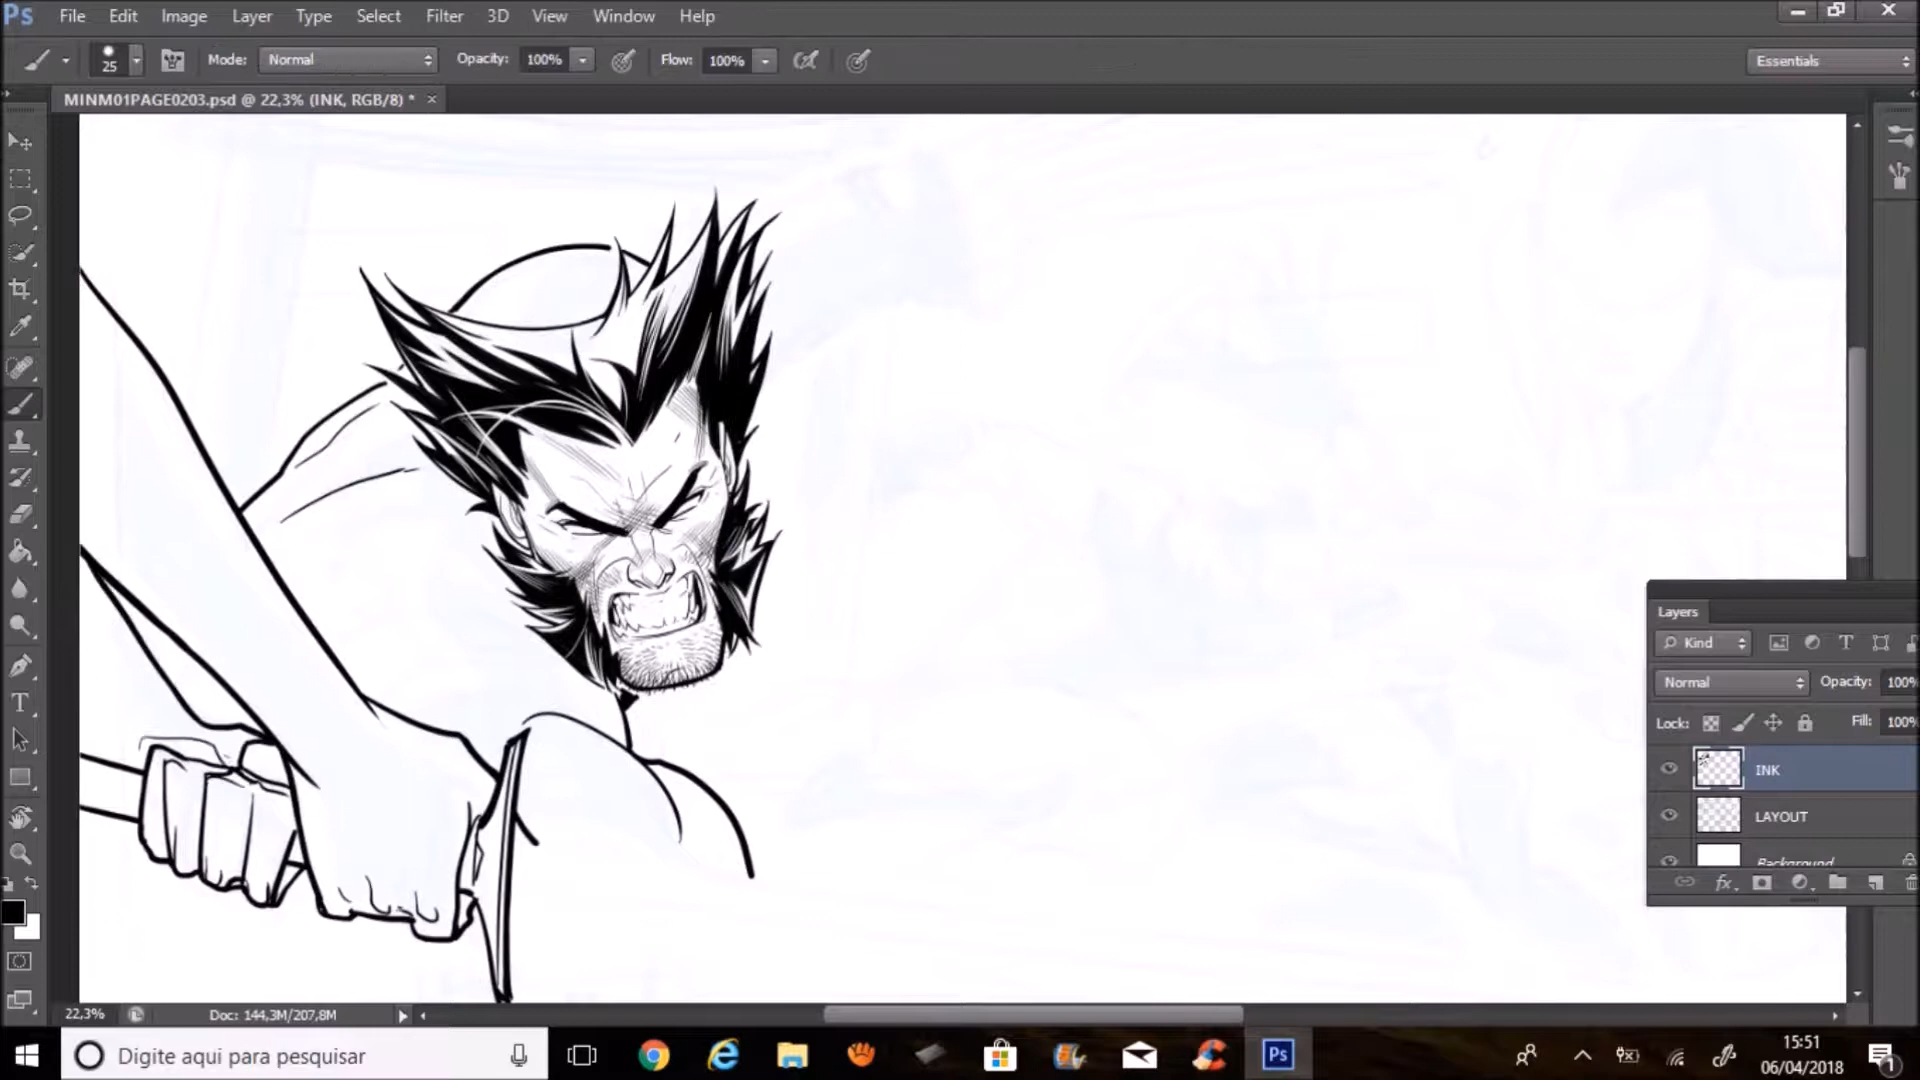 Ps File Edit Image Layer Type Select Filter 3D View Window Help
25 Mode: Normal Opacity: 100% Flow: 100% Essentials
MINM01PAGE0203.psd @ 22,3% (INK, RGB/8) *
Layers
Kind
Normal Opacity: 100%
Lock: Fill: 100%
INK
LAYOUT
Background
22,3% Doc: 144,3M/207,8M
Digite aqui para pesquisar
Ps
15:51
06/04/2018
1